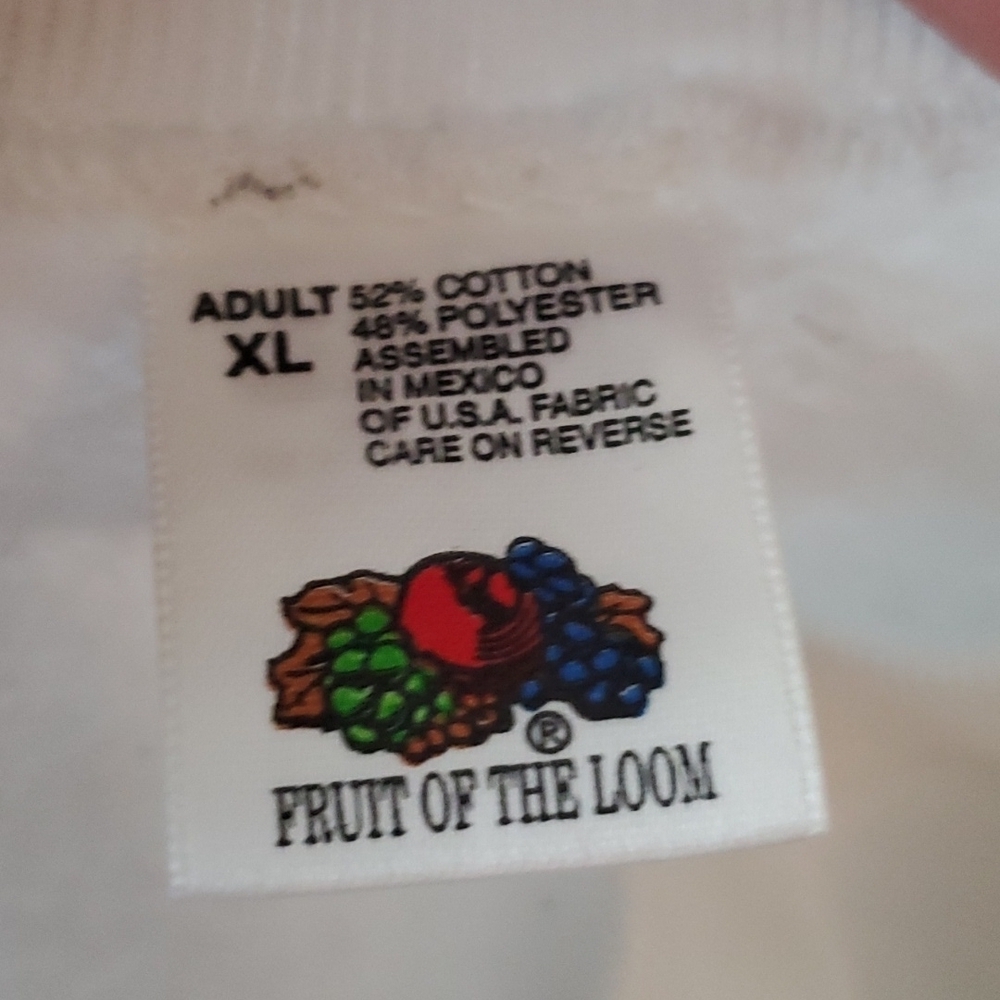 ADULT
XL
52% COTTON
48% POLYESTER
ASSEMBLED
IN MEXICO
OF U.S.A. FABRIC
CARE ON REVERSE
®
FRUIT OF THE LOOM